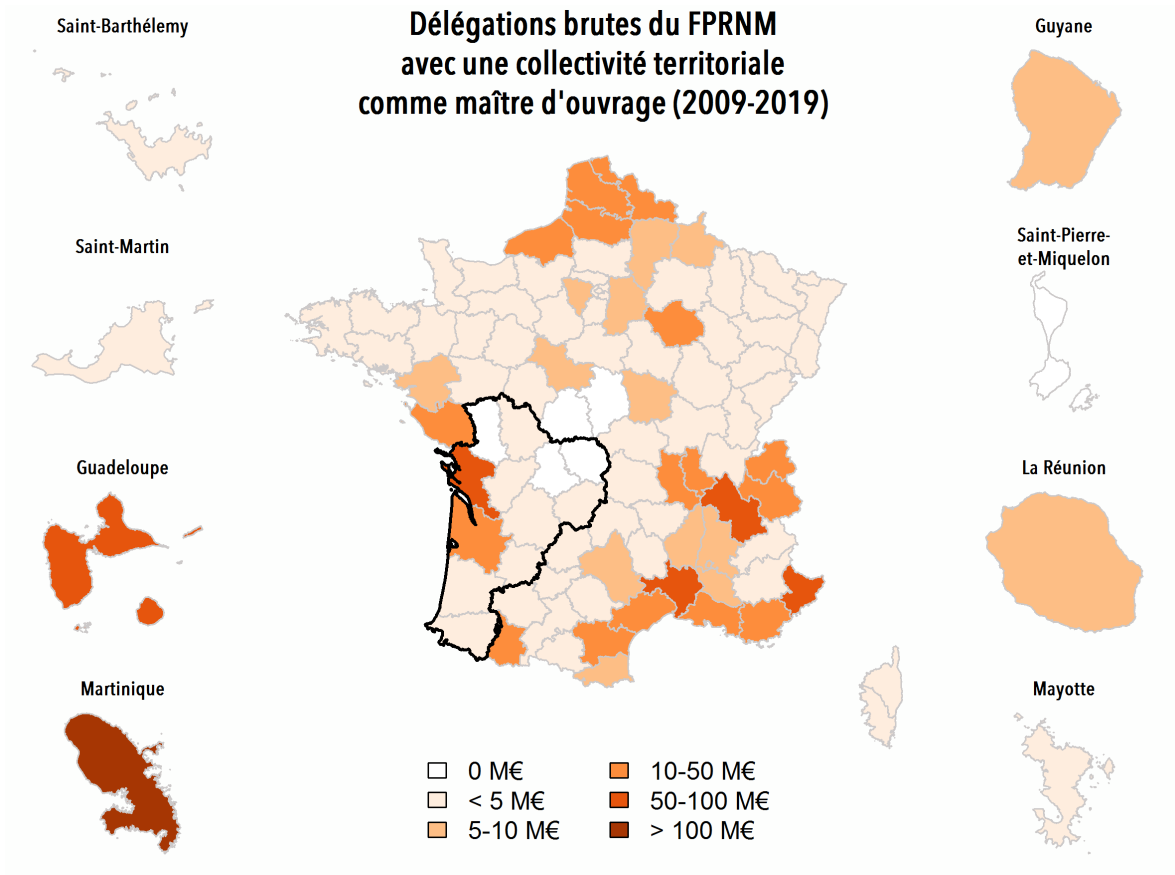 Délégations brutes du FPRNM
avec une collectivité territoriale
comme maître d'ouvrage (2009-2019)
Saint-Barthélemy
Saint-Martin
Guadeloupe
Martinique
Guyane
Saint-Pierre-
et-Miquelon
La Réunion
Mayotte
0 M€
< 5 M€
5-10 M€
10-50 M€
50-100 M€
> 100 M€